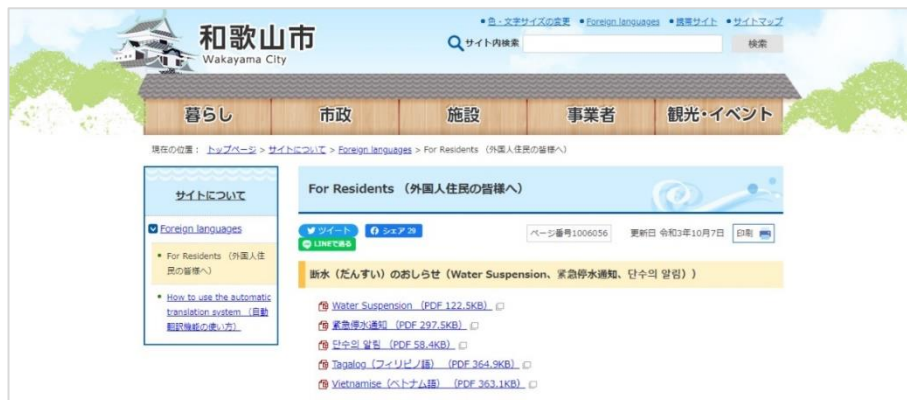 ● 色・文字サイズの変更 ● Foreign languages ● 携帯サイト ● サイトマップ
和歌山市
Wakayama City
サイト内検索 検索
暮らし 市政 施設 事業者 観光・イベント
現在の位置： トップページ > サイトについて > Foreign languages > For Residents （外国人住民の皆様へ）
サイトについて
Foreign languages
● For Residents （外国人住民の皆様へ）
● How to use the automatic translation system （自動翻訳機能の使い方）
For Residents （外国人住民の皆様へ）
ツイート シェア 29
LINEで送る
ページ番号1006056 更新日 令和3年10月7日 印刷
断水（だんすい）のおしらせ（Water Suspension、紧急停水通知、단수의 알림））
Water Suspension （PDF 122.5KB）
紧急停水通知 （PDF 297.5KB）
단수의 알림 （PDF 58.4KB）
Tagalog（フィリピノ語） （PDF 364.9KB）
Vietnamise（ベトナム語） （PDF 363.1KB）